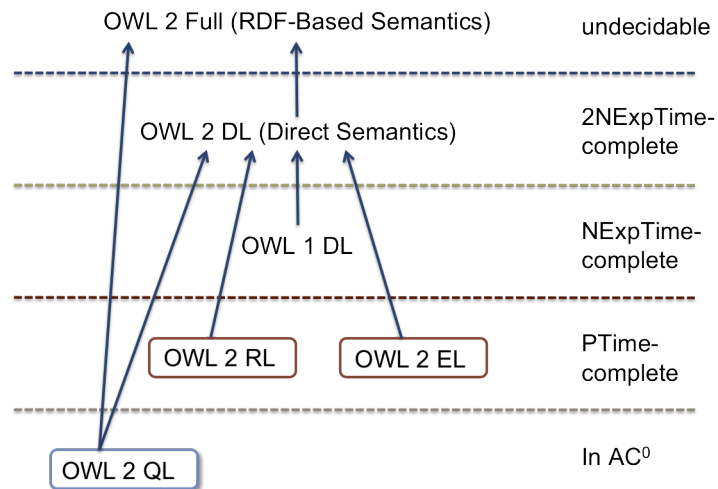 OWL 2 Full (RDF-Based Semantics)
undecidable
OWL 2 DL (Direct Semantics)
2NExpTime-
complete
OWL 1 DL
NExpTime-
complete
OWL 2 RL
OWL 2 EL
PTime-
complete
OWL 2 QL
In AC⁰